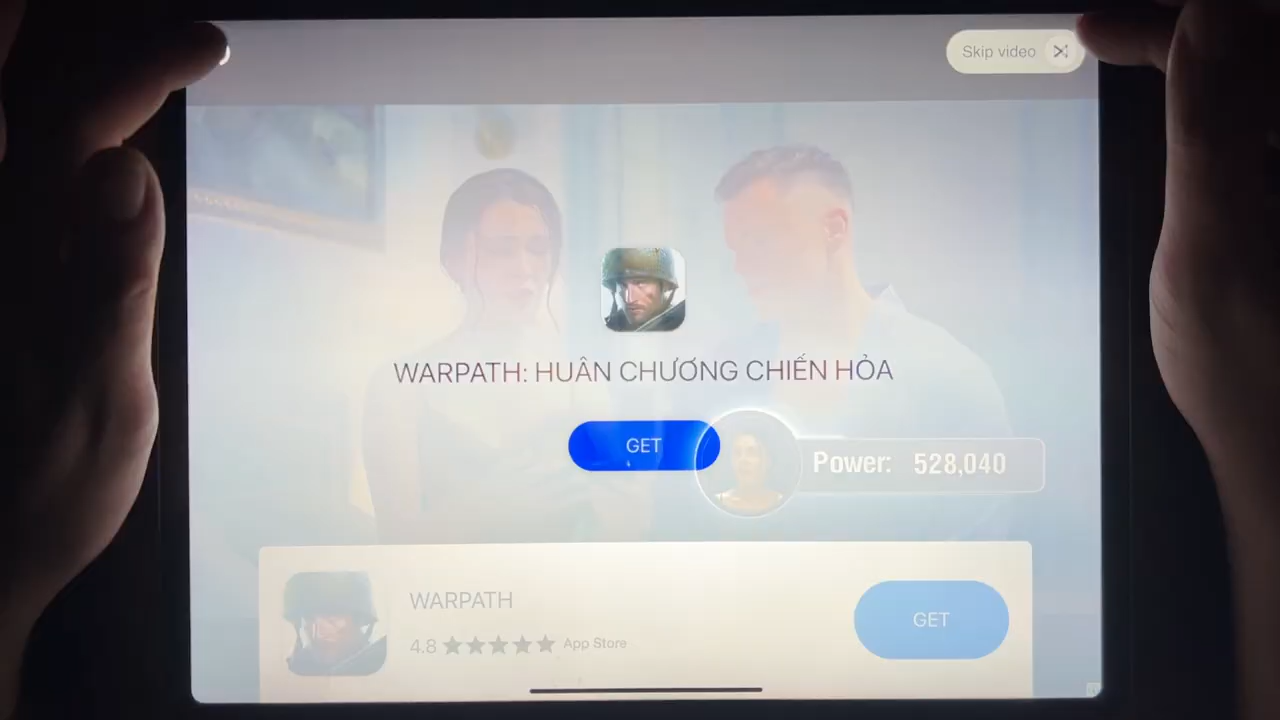 Skip video
WARPATH: HUÂN CHƯƠNG CHIẾN HỎA
GET
Power: 528,040
WARPATH
4.8 ★★★★★ App Store
GET